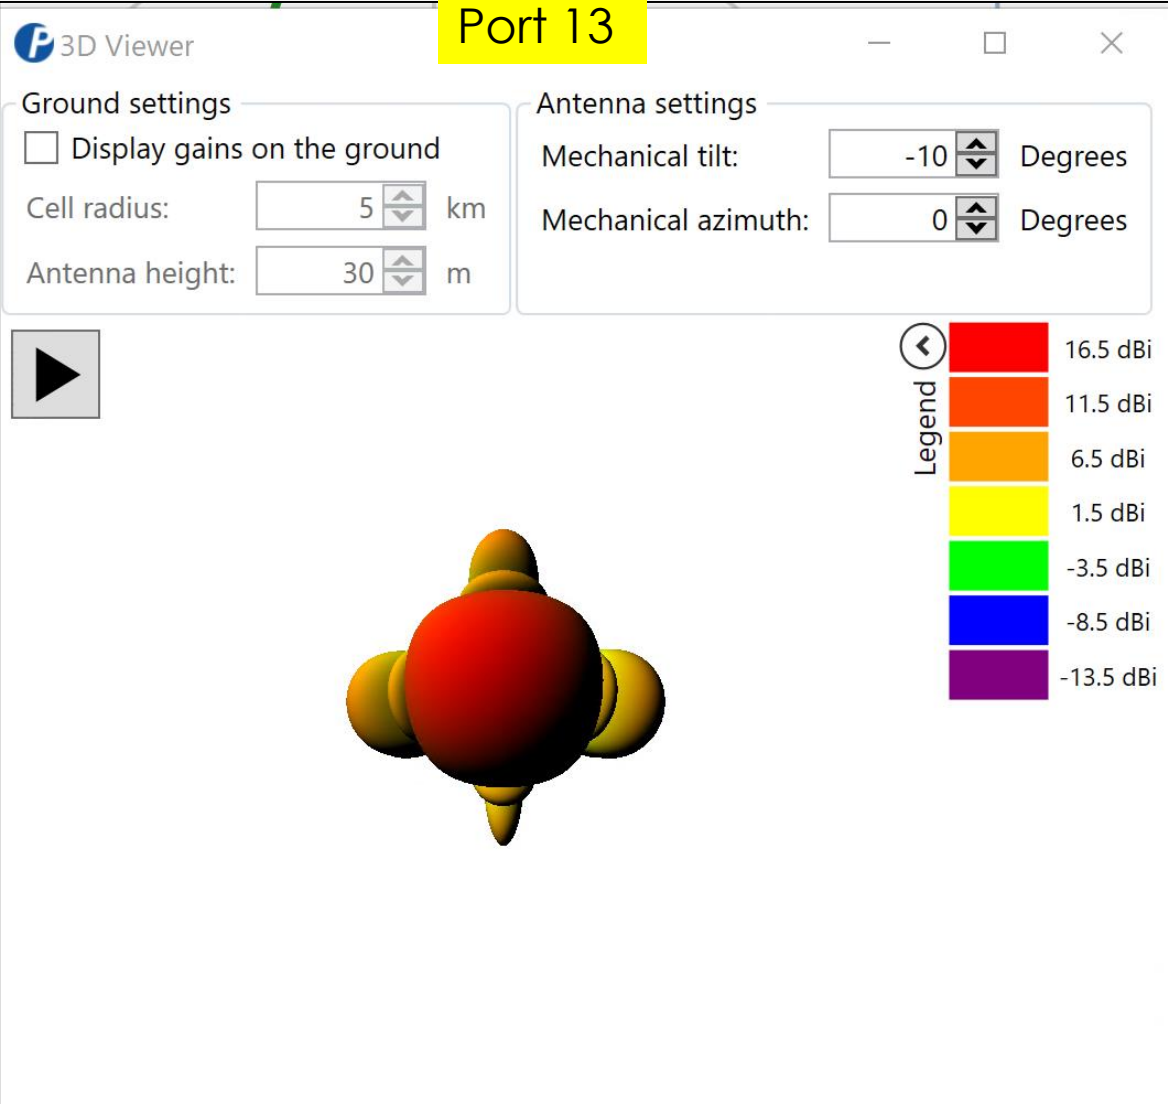 Port 13
3D Viewer
Ground settings
Display gains on the ground
Cell radius: 5 km
Antenna height: 30 m
Antenna settings
Mechanical tilt: -10 Degrees
Mechanical azimuth: 0 Degrees
Legend
16.5 dBi
11.5 dBi
6.5 dBi
1.5 dBi
-3.5 dBi
-8.5 dBi
-13.5 dBi